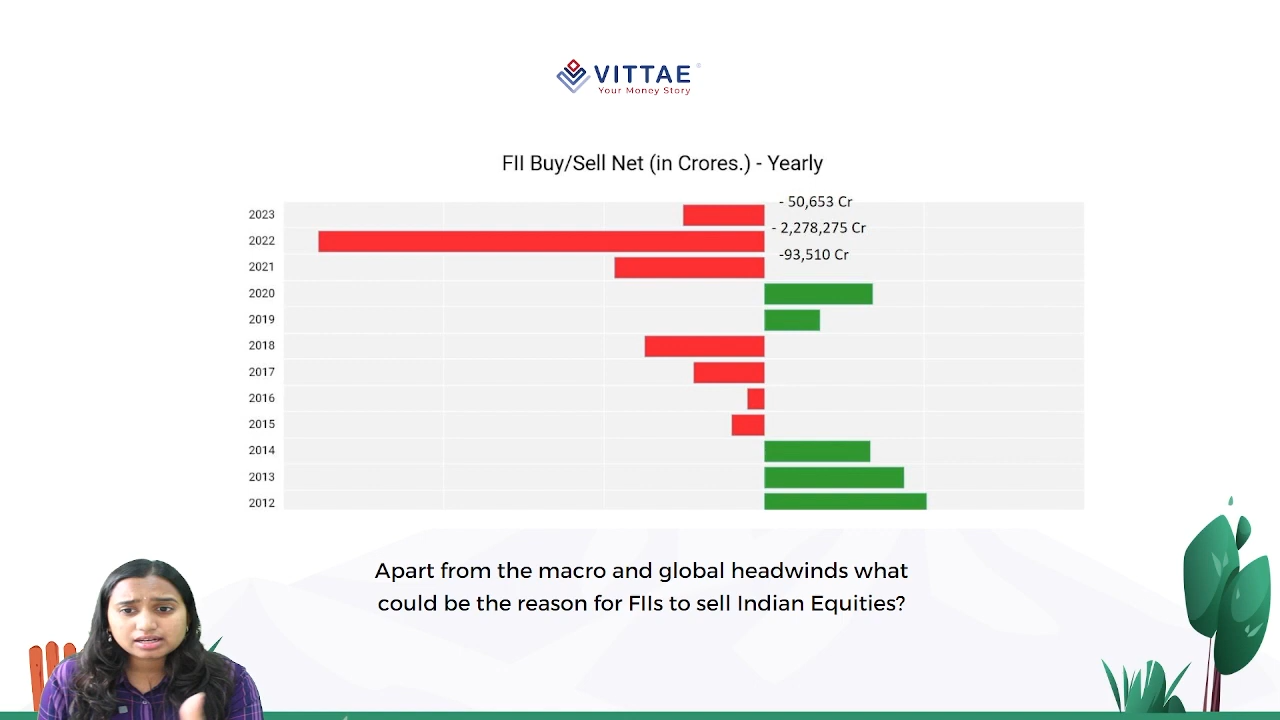 VITTAE
Your Money Story
FII Buy/Sell Net (in Crores.) - Yearly
2023
- 50,653 Cr
2022
- 2,278,275 Cr
2021
-93,510 Cr
2020
2019
2018
2017
2016
2015
2014
2013
2012
Apart from the macro and global headwinds what
could be the reason for FIIs to sell Indian Equities?